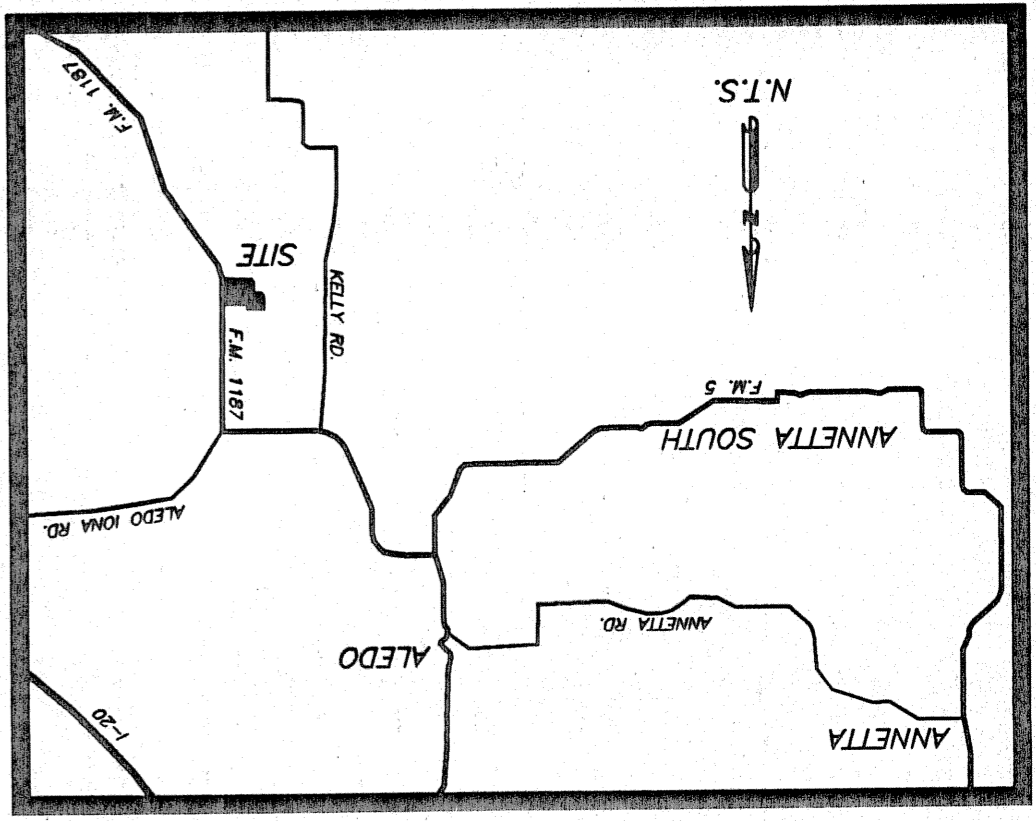 ANNETTA
I-20
ALEDO
ANNETTA RD.
ALEDO IONA RD.
ANNETTA SOUTH
F.M. 5
F.M. 1187
KELLY RD.
SITE
N
N.T.S.
F.M. 1187